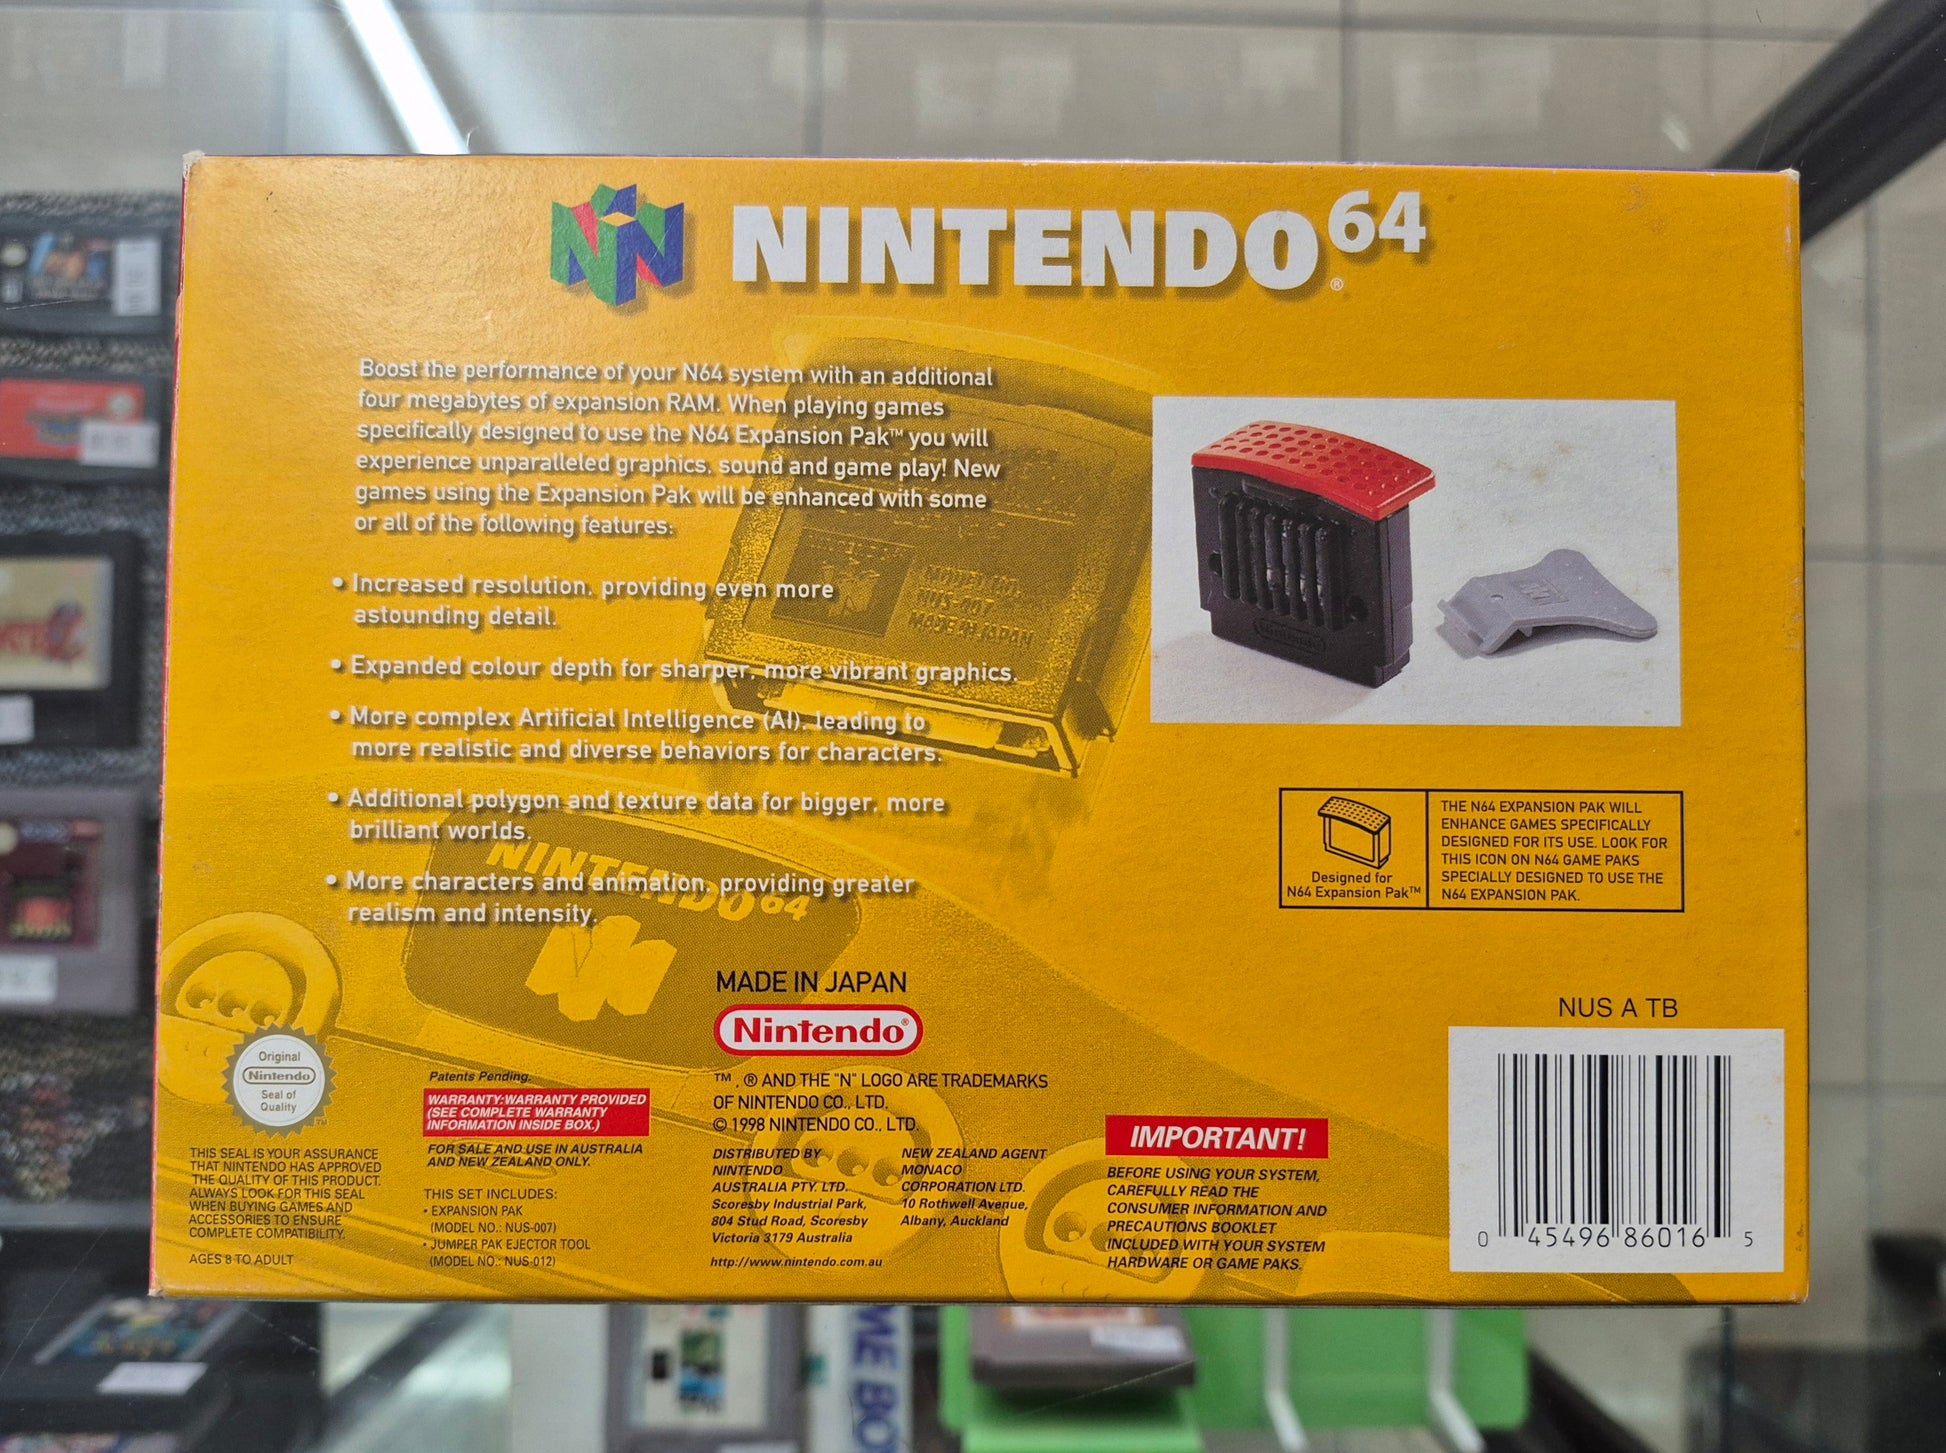 NINTENDO 64 ®
Boost the performance of your N64 system with an additional
four megabytes of expansion RAM. When playing games
specifically designed to use the N64 Expansion Pak™ you will
experience unparalleled graphics, sound and game play! New
games using the Expansion Pak will be enhanced with some
or all of the following features:
• Increased resolution, providing even more
astounding detail.
• Expanded colour depth for sharper, more vibrant graphics.
• More complex Artificial Intelligence (AI), leading to
more realistic and diverse behaviors for characters.
• Additional polygon and texture data for bigger, more
brilliant worlds.
• More characters and animation, providing greater
realism and intensity.
NUS-007
MADE IN JAPAN
NINTENDO 64
Nintendo
Designed for
N64 Expansion Pak™
THE N64 EXPANSION PAK WILL
ENHANCE GAMES SPECIFICALLY
DESIGNED FOR ITS USE. LOOK FOR
THIS ICON ON N64 GAME PAKS
SPECIALLY DESIGNED TO USE THE
N64 EXPANSION PAK.
Original
Nintendo
Seal of
Quality
TM
THIS SEAL IS YOUR ASSURANCE
THAT NINTENDO HAS APPROVED
THE QUALITY OF THIS PRODUCT.
ALWAYS LOOK FOR THIS SEAL
WHEN BUYING GAMES AND
ACCESSORIES TO ENSURE
COMPLETE COMPATIBILITY.
AGES 8 TO ADULT
Patents Pending.
WARRANTY:WARRANTY PROVIDED
(SEE COMPLETE WARRANTY
INFORMATION INSIDE BOX.)
FOR SALE AND USE IN AUSTRALIA
AND NEW ZEALAND ONLY.
THIS SET INCLUDES:
• EXPANSION PAK
(MODEL NO.: NUS-007)
• JUMPER PAK EJECTOR TOOL
(MODEL NO.: NUS-012)
MADE IN JAPAN
Nintendo®
™, ® AND THE "N" LOGO ARE TRADEMARKS
OF NINTENDO CO., LTD.
© 1998 NINTENDO CO., LTD.
DISTRIBUTED BY
NINTENDO
AUSTRALIA PTY. LTD.
Scoresby Industrial Park,
804 Stud Road, Scoresby
Victoria 3179 Australia
http://www.nintendo.com.au
NEW ZEALAND AGENT
MONACO
CORPORATION LTD.
10 Rothwell Avenue,
Albany, Auckland
IMPORTANT!
BEFORE USING YOUR SYSTEM,
CAREFULLY READ THE
CONSUMER INFORMATION AND
PRECAUTIONS BOOKLET
INCLUDED WITH YOUR SYSTEM
HARDWARE OR GAME PAKS.
NUS A TB
0 45496 86016 5